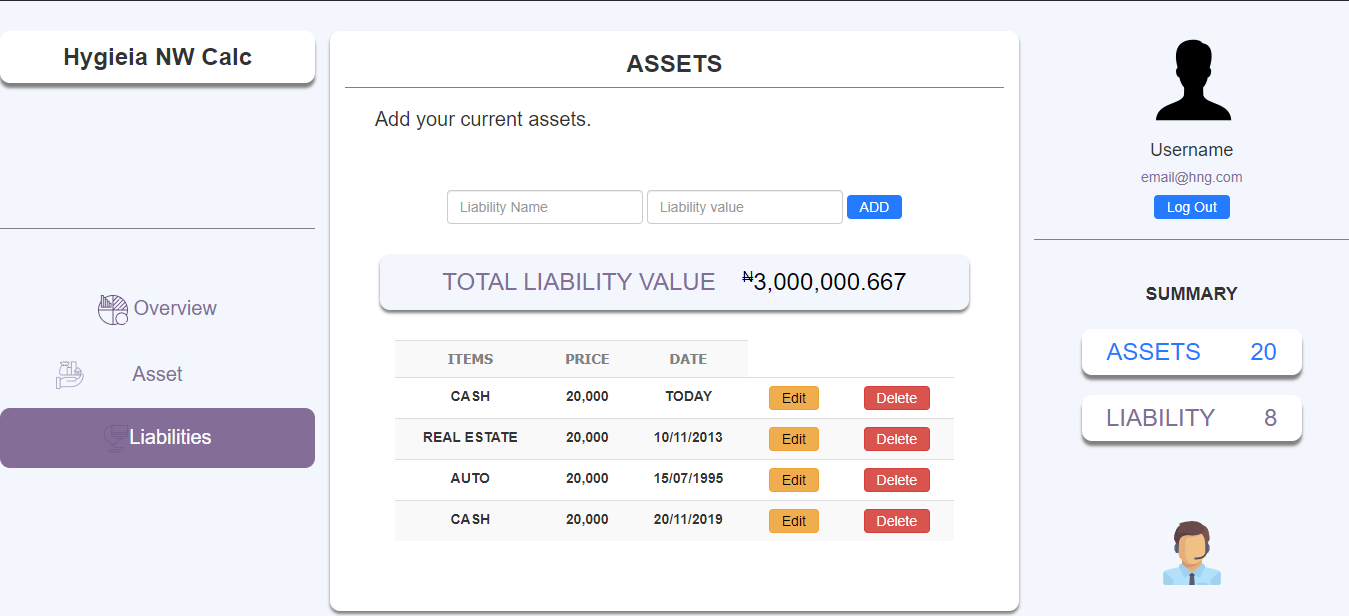 Hygieia NW Calc
Overview
Asset
Liabilities
ASSETS
Add your current assets.
Liability Name Liability value ADD
TOTAL LIABILITY VALUE ₦3,000,000.667
ITEMS PRICE DATE
CASH 20,000 TODAY Edit Delete
REAL ESTATE 20,000 10/11/2013 Edit Delete
AUTO 20,000 15/07/1995 Edit Delete
CASH 20,000 20/11/2019 Edit Delete
Username
email@hng.com
Log Out
SUMMARY
ASSETS 20
LIABILITY 8